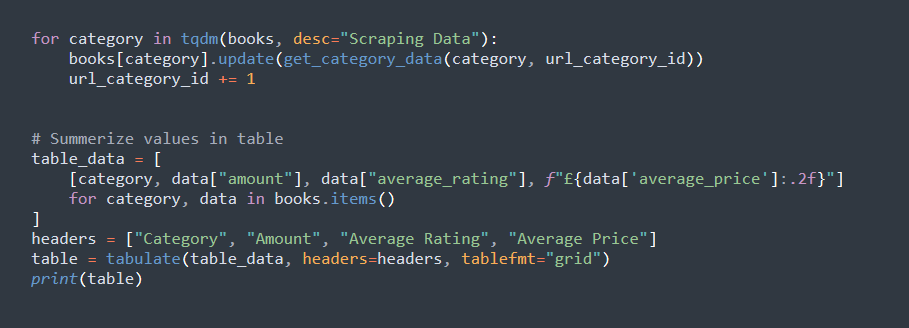 for category in tqdm(books, desc="Scraping Data"):
    books[category].update(get_category_data(category, url_category_id))
    url_category_id += 1
# Summerize values in table
table_data = [
    [category, data["amount"], data["average_rating"], f"£{data['average_price']:.2f}"]
    for category, data in books.items()
]
headers = ["Category", "Amount", "Average Rating", "Average Price"]
table = tabulate(table_data, headers=headers, tablefmt="grid")
print(table)